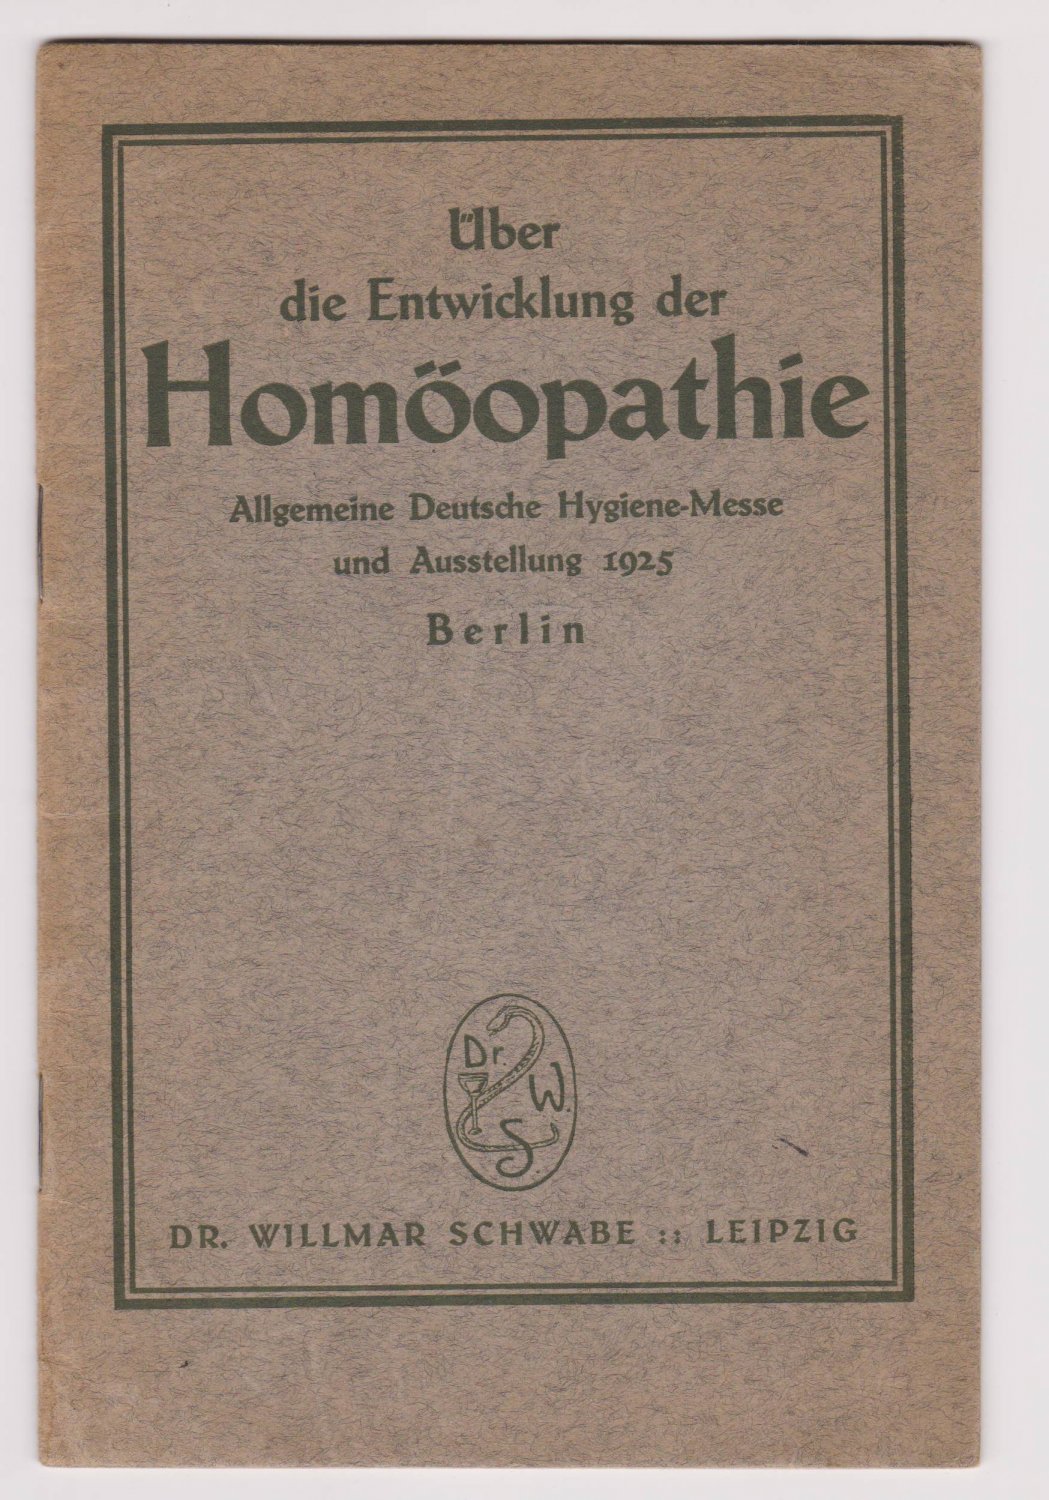 Über
die Entwicklung der
Homöopathie
Allgemeine Deutsche Hygiene-Messe
und Ausstellung 1925
Berlin
Dr.
W.
S.
DR. WILLMAR SCHWABE :: LEIPZIG